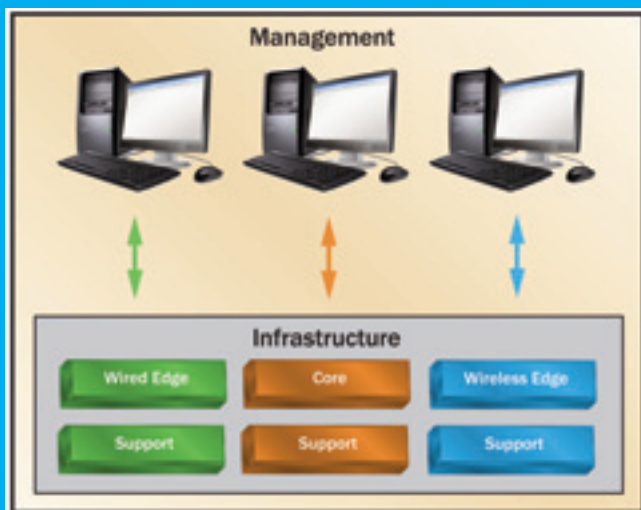 Management
Infrastructure
Wired Edge
Core
Wireless Edge
Support
Support
Support